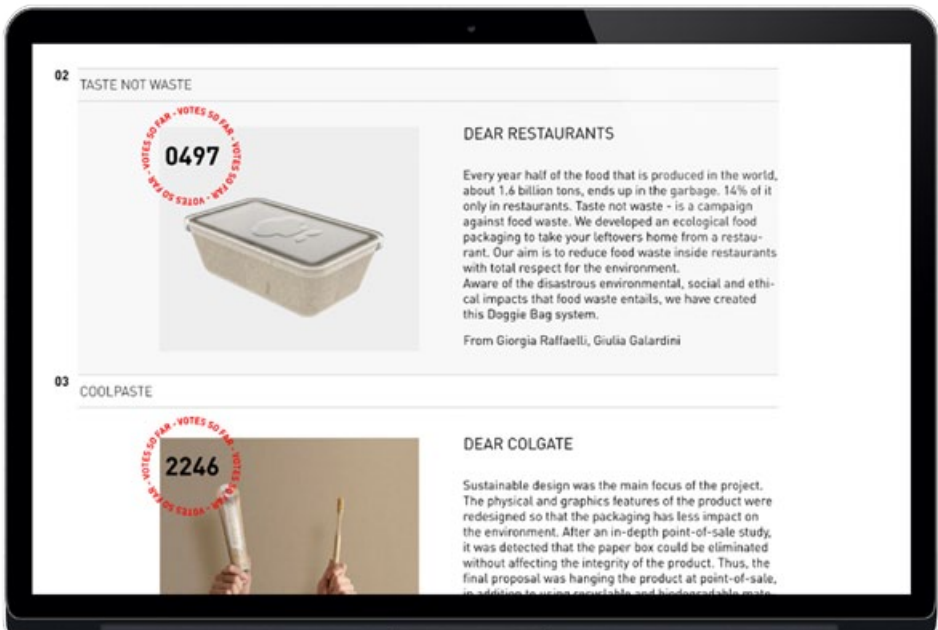 02
TASTE NOT WASTE
VOTES SO FAR - VOTES SO FAR - VOTES SO FAR -
0497
DEAR RESTAURANTS
Every year half of the food that is produced in the world,
about 1.6 billion tons, ends up in the garbage. 14% of it
only in restaurants. Taste not waste - is a campaign
against food waste. We developed an ecological food
packaging to take your leftovers home from a restau-
rant. Our aim is to reduce food waste inside restaurants
with total respect for the environment.
Aware of the disastrous environmental, social and ethi-
cal impacts that food waste entails, we have created
this Doggie Bag system.
From Giorgia Raffaelli, Giulia Galardini
03
COOLPASTE
VOTES SO FAR - VOTES SO FAR - VOTES SO FAR -
2246
DEAR COLGATE
Sustainable design was the main focus of the project.
The physical and graphics features of the product were
redesigned so that the packaging has less impact on
the environment. After an in-depth point-of-sale study,
it was detected that the paper box could be eliminated
without affecting the integrity of the product. Thus, the
final proposal was hanging the product at point-of-sale,
in addition to using recyclable and biodegradable mate-